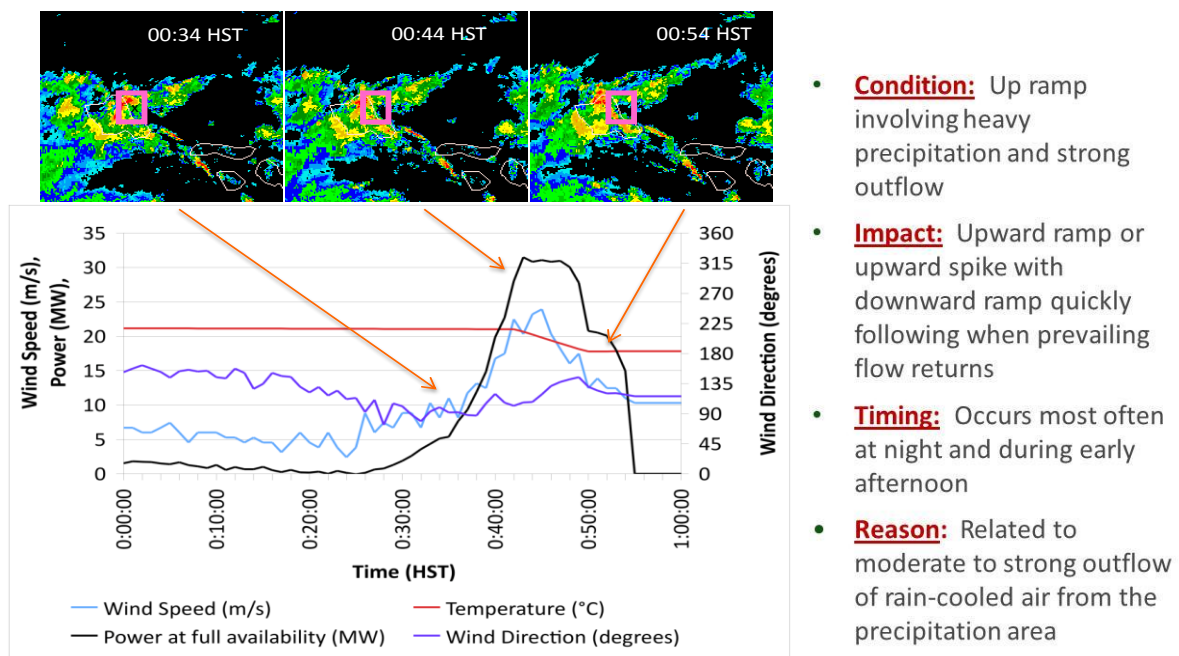 00:34 HST
00:44 HST
00:54 HST
35
30
25
20
15
10
5
0
Wind Speed (m/s),
Power (MW),
360
315
270
225
180
135
90
45
0
Wind Direction (degrees)
0:00:00
0:10:00
0:20:00
0:30:00
0:40:00
0:50:00
1:00:00
Time (HST)
Wind Speed (m/s)
Temperature (°C)
Power at full availability (MW)
Wind Direction (degrees)
• Condition: Up ramp
involving heavy
precipitation and strong
outflow
• Impact: Upward ramp or
upward spike with
downward ramp quickly
following when prevailing
flow returns
• Timing: Occurs most often
at night and during early
afternoon
• Reason: Related to
moderate to strong outflow
of rain-cooled air from the
precipitation area